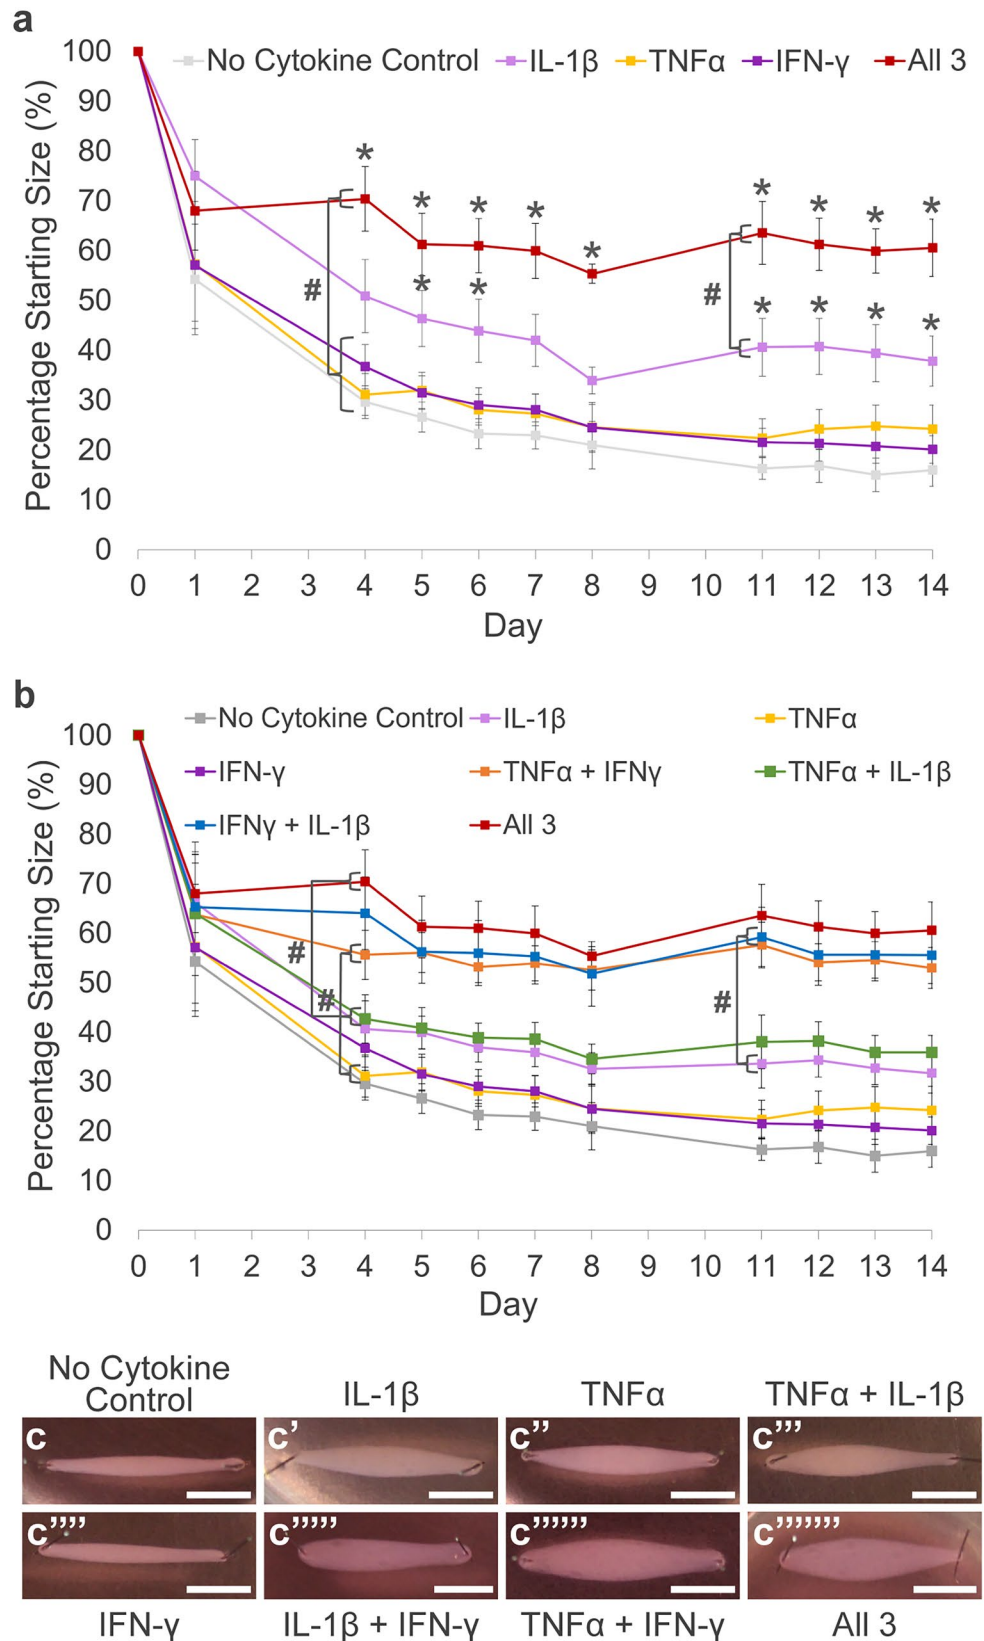 a
No Cytokine Control IL-1β TNFα IFN-γ All 3
Percentage Starting Size (%)
100
90
80
70
60
50
40
30
20
10
0
* * * * * * * * *
* * * * * *
# #
0 1 2 3 4 5 6 7 8 9 10 11 12 13 14
Day
b
No Cytokine Control IL-1β TNFα
IFN-γ TNFα + IFNγ TNFα + IL-1β
IFNγ + IL-1β All 3
Percentage Starting Size (%)
100
90
80
70
60
50
40
30
20
10
0
# # #
0 1 2 3 4 5 6 7 8 9 10 11 12 13 14
Day
No Cytokine
Control IL-1β TNFα TNFα + IL-1β
c c’ c’’ c’’’
c’’’’ c’’’’’ c’’’’’’ c’’’’’’’
IFN-γ IL-1β + IFN-γ TNFα + IFN-γ All 3